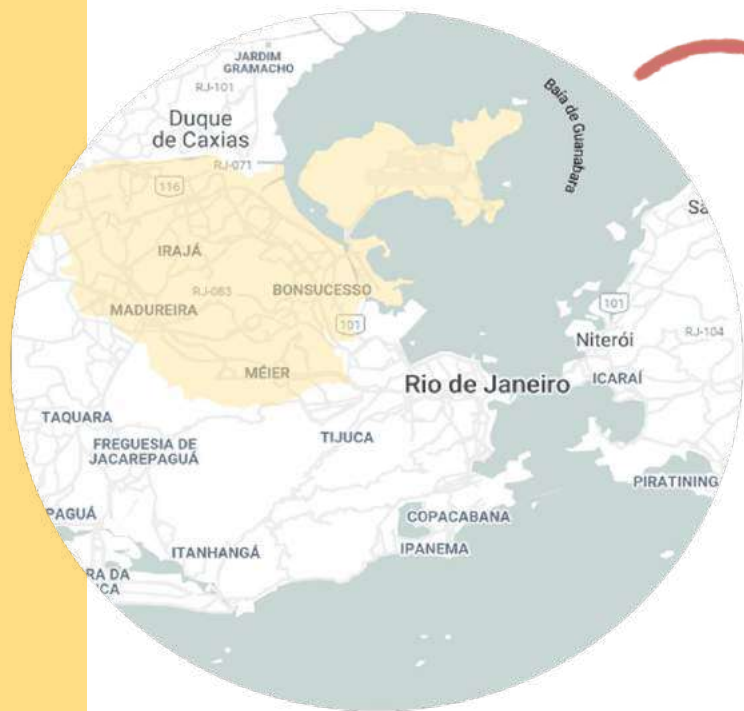 JARDIM
GRAMACHO
RJ-101
Baía de Guanabara
Duque
de Caxias
RJ-071
116
Sa
IRAJÁ
RJ-083
BONSUCESSO
MADUREIRA
101
101
RJ-104
Niterói
MÉIER
Rio de Janeiro
ICARAÍ
TAQUARA
TIJUCA
FREGUESIA DE
JACAREPAGUÁ
PIRATINING
PAGUÁ
COPACABANA
ITANHANGÁ
IPANEMA
RA DA
CA